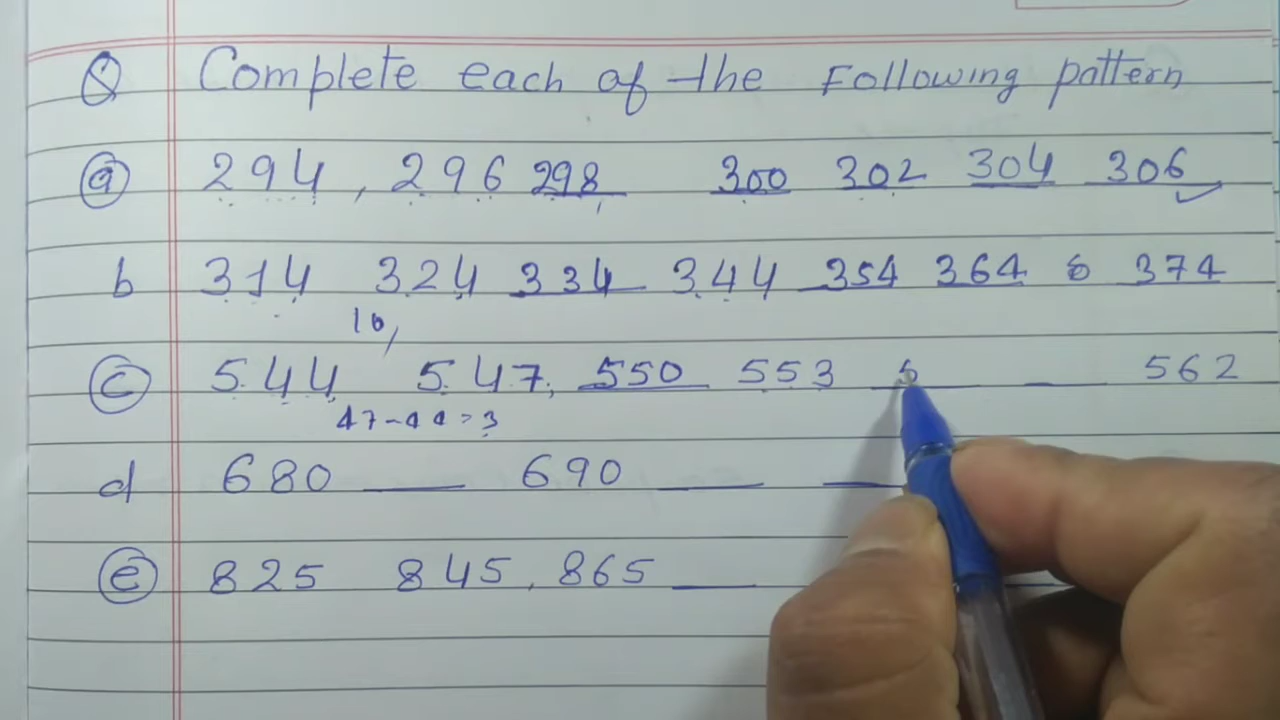 Q Complete each of the Following pattern
a 294, 296 298, 300 302 304 306
b 314 324 334 344 354 364 374
10,
c 544 547, 550 553 5 562
47-44=3
d 680 690
e 825 845, 865